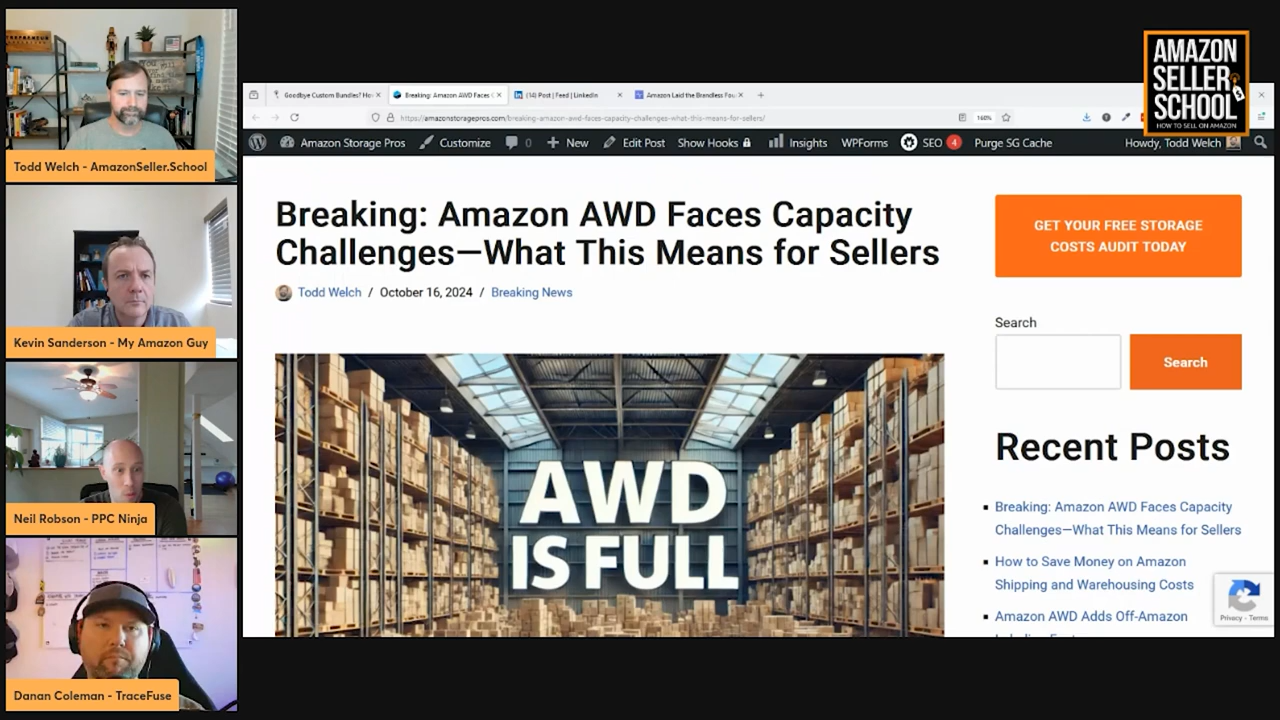 Todd Welch - AmazonSeller.School
Kevin Sanderson - My Amazon Guy
Neil Robson - PPC Ninja
Danan Coleman - TraceFuse
AMAZON
SELLER
SCHOOL
HOW TO SELL ON AMAZON
Goodbye Custom Bundles? Ho
Breaking: Amazon AWD Faces C
(14) Post | Feed | LinkedIn
Amazon Laid the Brandless Fou
https://amazonstoragepros.com/breaking-amazon-awd-faces-capacity-challenges-what-this-means-for-sellers/
160%
Amazon Storage Pros
Customize
0
New
Edit Post
Show Hooks
Insights
WPForms
SEO
4
Purge SG Cache
Howdy, Todd Welch
Breaking: Amazon AWD Faces Capacity
Challenges—What This Means for Sellers
Todd Welch / October 16, 2024 / Breaking News
AWD
IS FULL
GET YOUR FREE STORAGE
COSTS AUDIT TODAY
Search
Search
Recent Posts
Breaking: Amazon AWD Faces Capacity
Challenges—What This Means for Sellers
How to Save Money on Amazon
Shipping and Warehousing Costs
Amazon AWD Adds Off-Amazon
Privacy - Terms